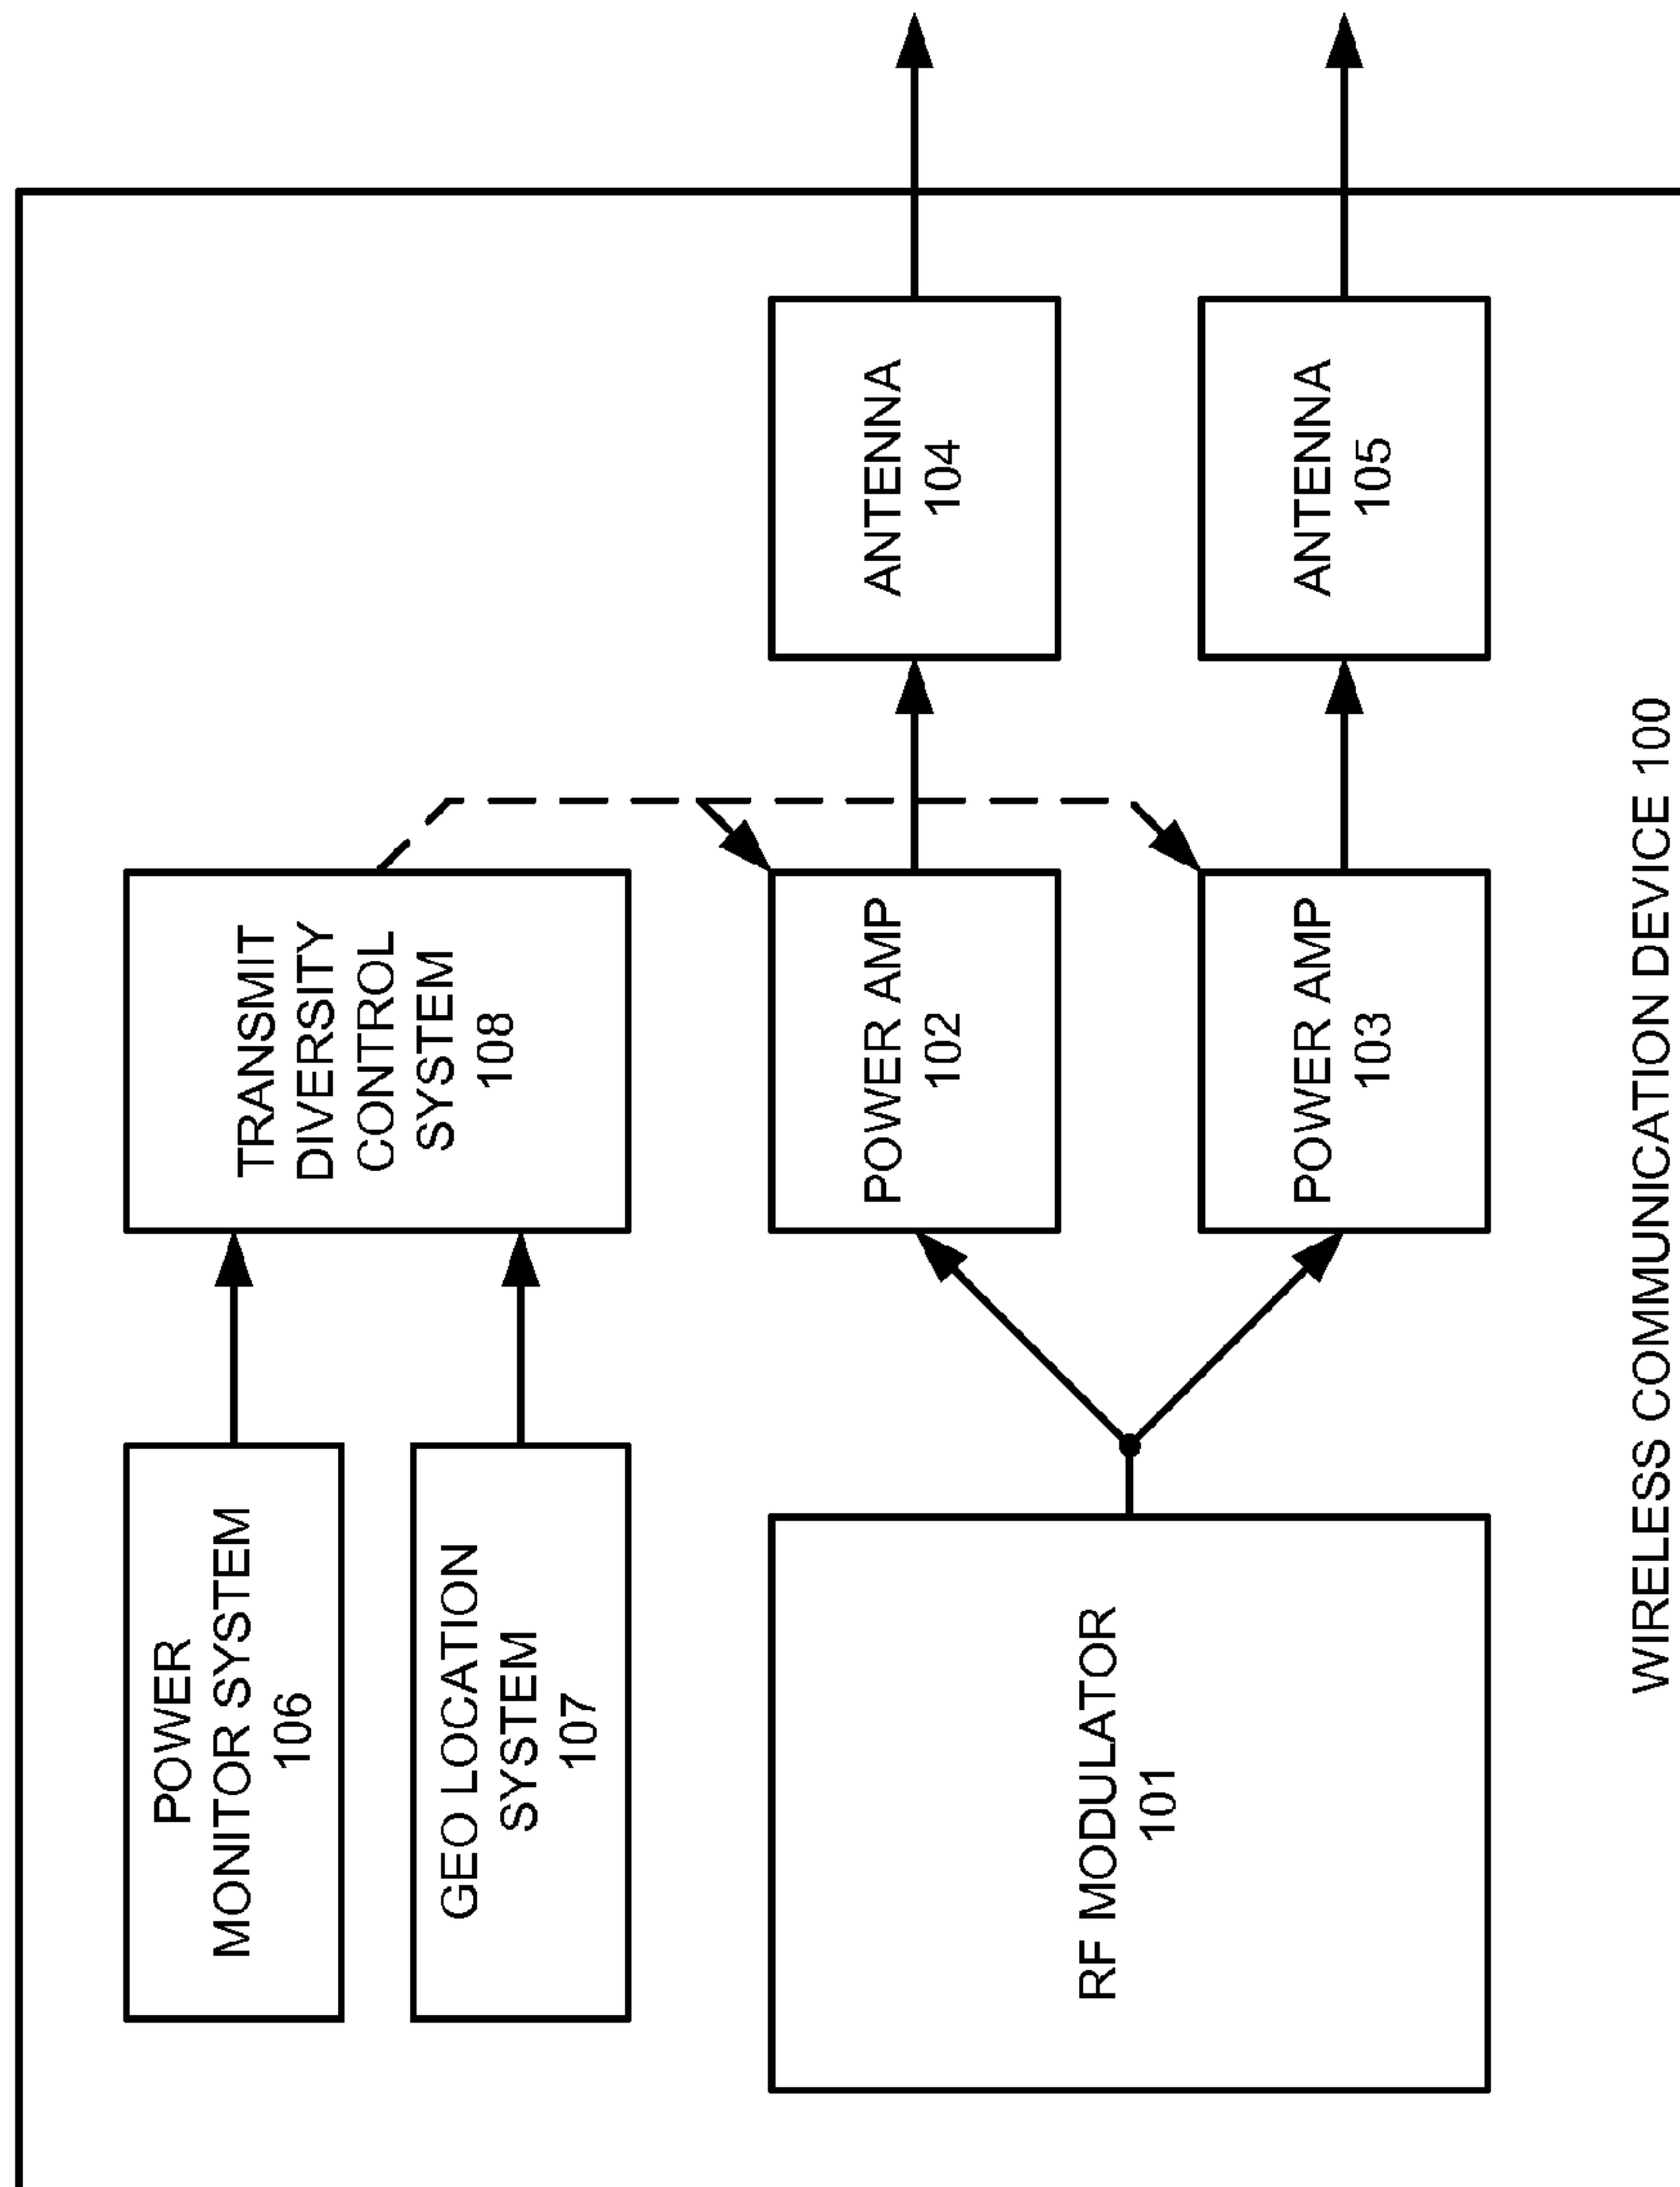 POWER
MONITOR SYSTEM
106
TRANSMIT
DIVERSITY
CONTROL
SYSTEM
108
GEO LOCATION
SYSTEM
107
RF MODULATOR
101
POWER AMP
102
ANTENNA
104
POWER AMP
103
ANTENNA
105
WIRELESS COMMUNICATION DEVICE 100